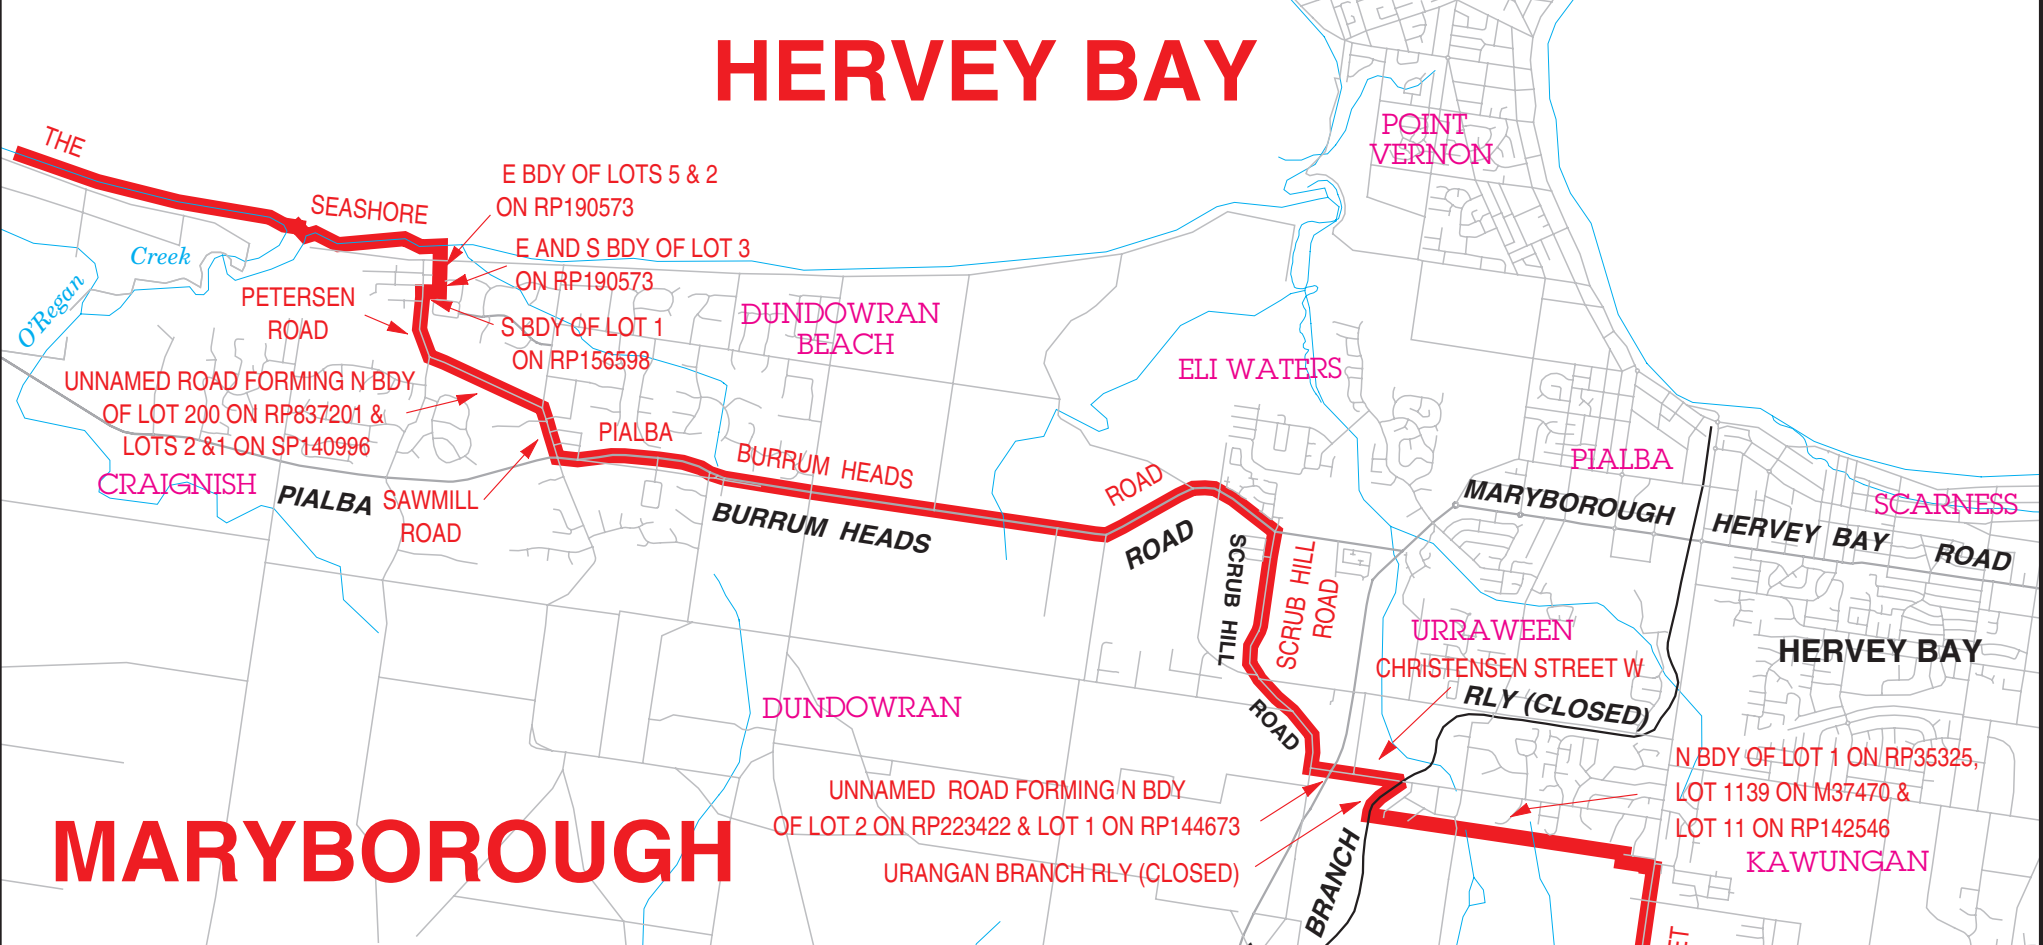 HERVEY BAY
POINT
VERNON
THE
SEASHORE
E BDY OF LOTS 5 & 2
ON RP190573
E AND S BDY OF LOT 3
ON RP190573
Creek
O'Regan
PETERSEN
ROAD
S BDY OF LOT 1
ON RP156598
DUNDOWRAN
BEACH
ELI WATERS
UNNAMED ROAD FORMING N BDY
OF LOT 200 ON RP837201 &
LOTS 2 &1 ON SP140996
CRAIGNISH
PIALBA
SAWMILL
ROAD
PIALBA
BURRUM HEADS
ROAD
BURRUM HEADS
ROAD
PIALBA
SCARNESS
MARYBOROUGH
HERVEY BAY
ROAD
SCRUB HILL
ROAD
SCRUB HILL
ROAD
URRAWEEN
HERVEY BAY
CHRISTENSEN STREET W
RLY (CLOSED)
DUNDOWRAN
N BDY OF LOT 1 ON RP35325,
LOT 1139 ON M37470 &
LOT 11 ON RP142546
UNNAMED ROAD FORMING N BDY
OF LOT 2 ON RP223422 & LOT 1 ON RP144673
URANGAN BRANCH RLY (CLOSED)
MARYBOROUGH
KAWUNGAN
BRANCH
ET